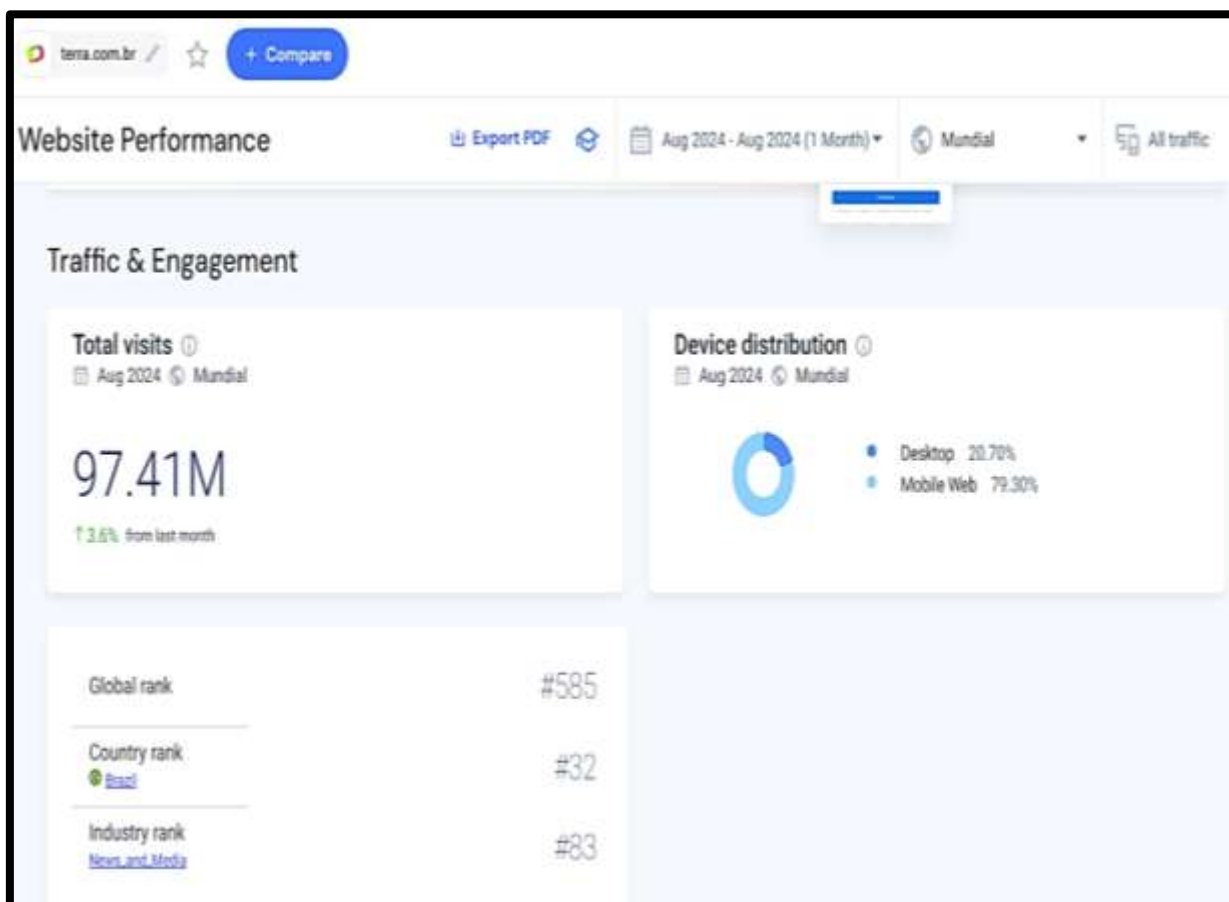 terra.com.br
+ Compare
Website Performance
Export PDF
Aug 2024 - Aug 2024 (1 Month)
Mundial
All traffic
Traffic & Engagement
Total visits
Aug 2024 Mundial
97.41M
↑ 3.6% from last month
Device distribution
Aug 2024 Mundial
Desktop 20.70%
Mobile Web 79.30%
Global rank #585
Country rank #32
Brazil
Industry rank #83
News_and_Media